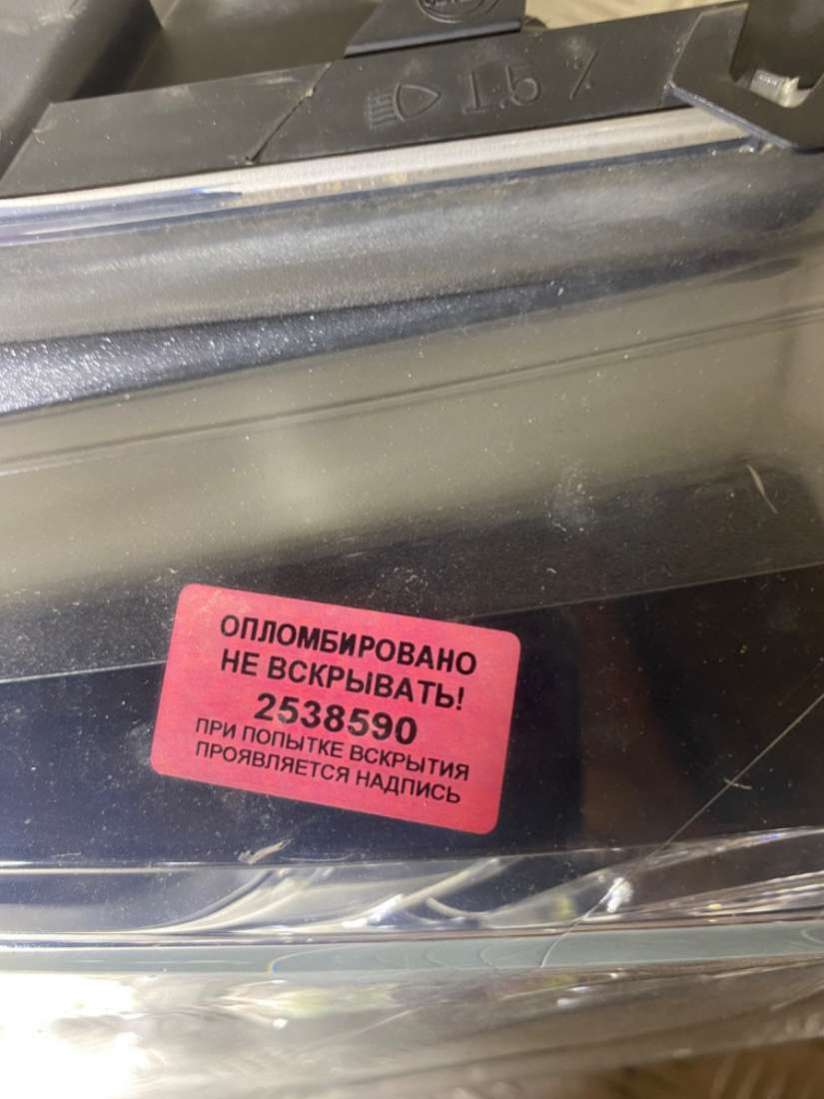 ОПЛОМБИРОВАНО
НЕ ВСКРЫВАТЬ!
2538590
ПРИ ПОПЫТКЕ ВСКРЫТИЯ
ПРОЯВЛЯЕТСЯ НАДПИСЬ